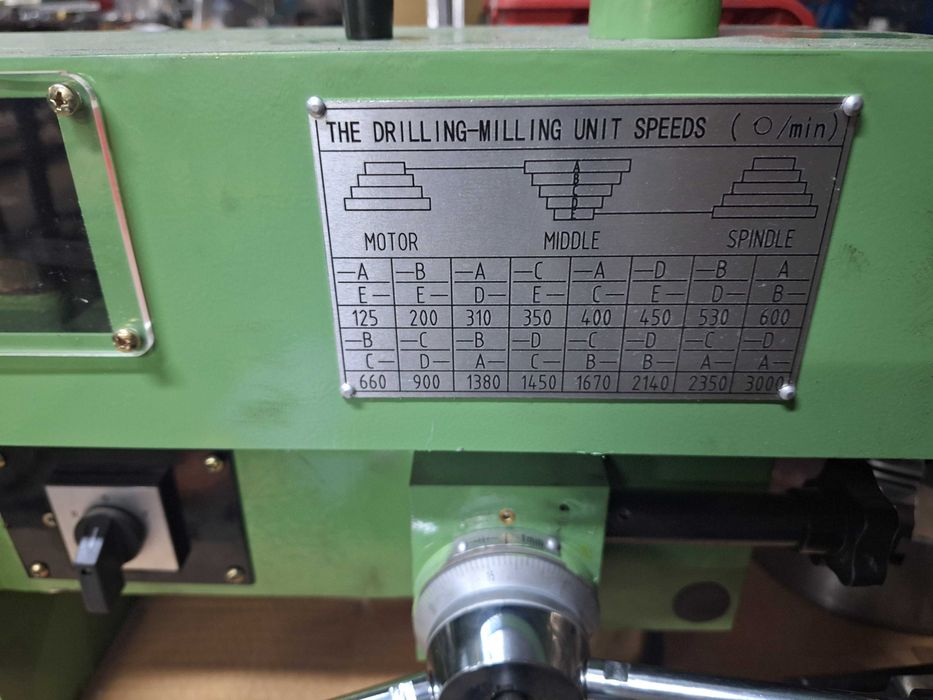 THE DRILLING-MILLING UNIT SPEEDS ( ○/min)
A
B
C
D
E
MOTOR MIDDLE SPINDLE
—A —B —A —C —A —D —B A
E— E— D— E— C— E— D— B—
125 200 310 350 400 450 530 600
—B —C —B —D —C —D —C —D
C— D— A— C— B— B— A— A—
660 900 1380 1450 1670 2140 2350 3000